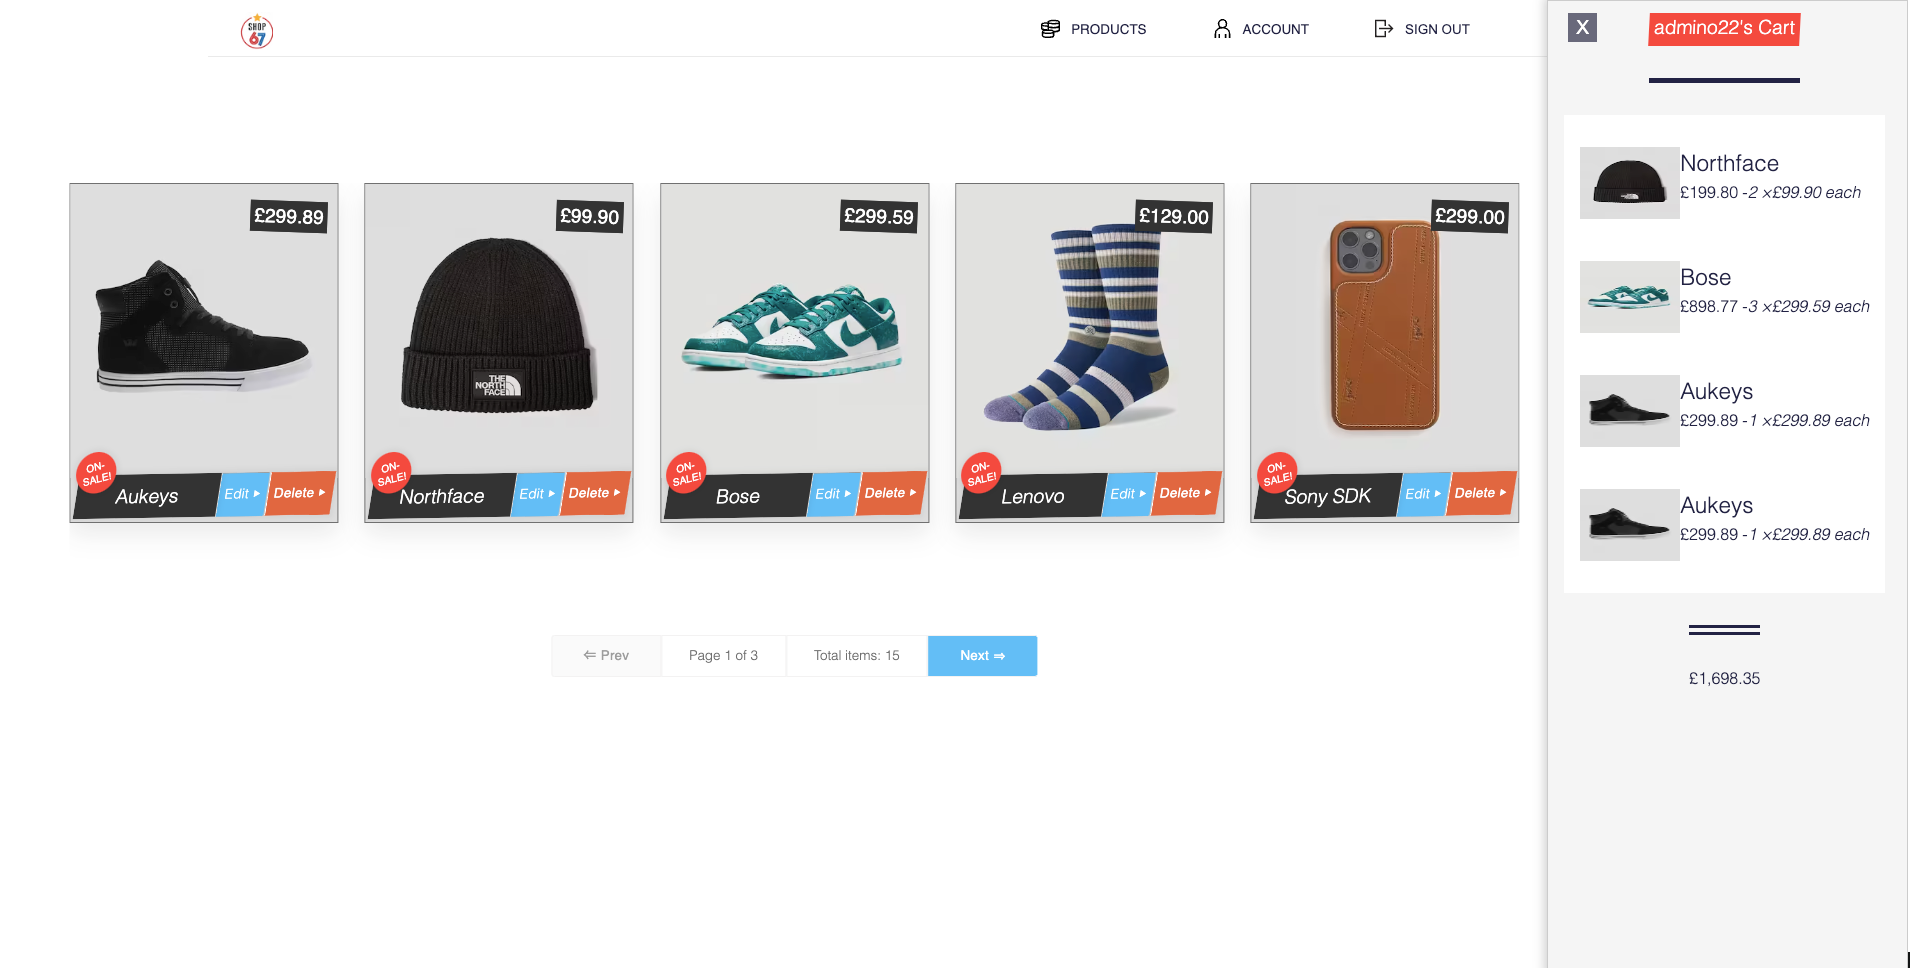 SHOP
67
PRODUCTS
ACCOUNT
SIGN OUT
X
admino22's Cart
£299.89
ON-
SALE!
Aukeys
Edit
Delete
£99.90
THE
NORTH
FACE
ON-
SALE!
Northface
Edit
Delete
£299.59
ON-
SALE!
Bose
Edit
Delete
£129.00
ON-
SALE!
Lenovo
Edit
Delete
£299.00
ON-
SALE!
Sony SDK
Edit
Delete
⇐ Prev
Page 1 of 3
Total items: 15
Next ⇒
Northface
£199.80 -2 ×£99.90 each
Bose
£898.77 -3 ×£299.59 each
Aukeys
£299.89 -1 ×£299.89 each
Aukeys
£299.89 -1 ×£299.89 each
£1,698.35